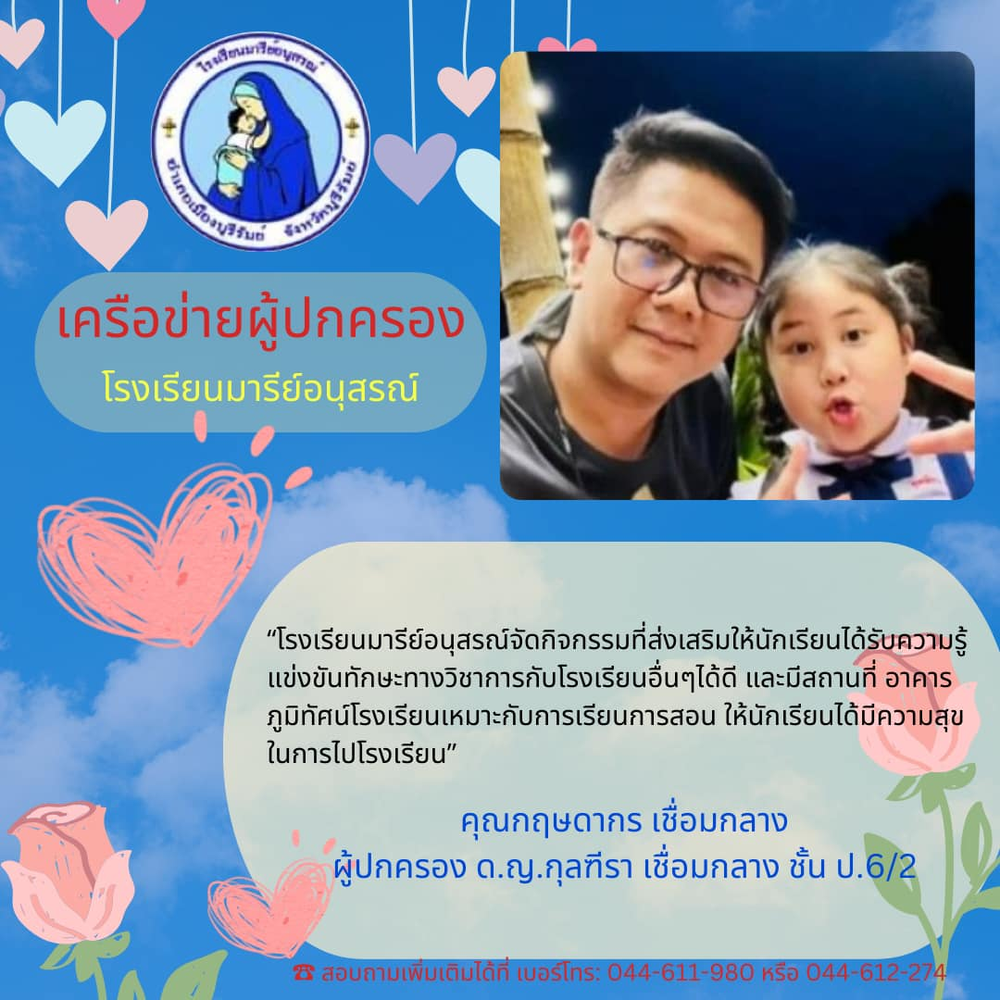 โรงเรียนมารีย์อนุสรณ์
อำเภอเมืองบุรีรัมย์ จังหวัดบุรีรัมย์
เครือข่ายผู้ปกครอง
โรงเรียนมารีย์อนุสรณ์
“โรงเรียนมารีย์อนุสรณ์จัดกิจกรรมที่ส่งเสริมให้นักเรียนได้รับความรู้
แข่งขันทักษะทางวิชาการกับโรงเรียนอื่นๆได้ดี และมีสถานที่ อาคาร
ภูมิทัศน์โรงเรียนเหมาะกับการเรียนการสอน ให้นักเรียนได้มีความสุข
ในการไปโรงเรียน”
คุณกฤษดากร เชื่อมกลาง
ผู้ปกครอง ด.ญ.กุลฑีรา เชื่อมกลาง ชั้น ป.6/2
☎ สอบถามเพิ่มเติมได้ที่ เบอร์โทร: 044-611-980 หรือ 044-612-274